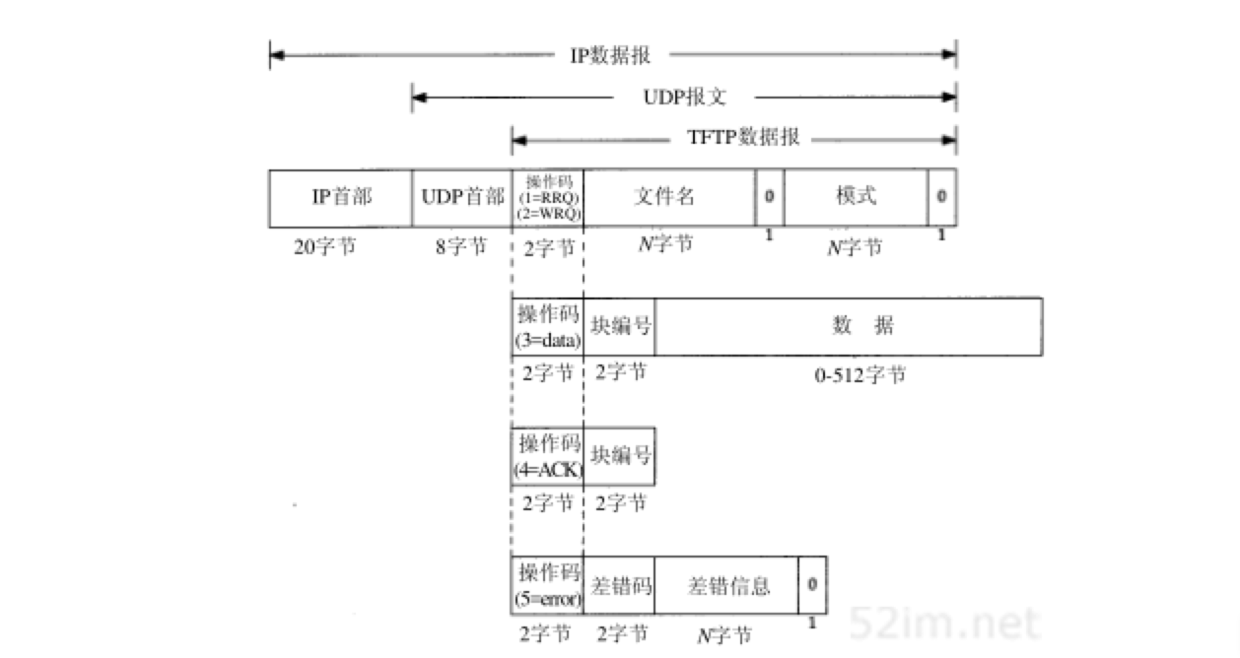 IP数据报
UDP报文
TFTP数据报
IP首部 UDP首部 操作码 (1=RRQ) (2=WRQ) 文件名 0 模式 0
20字节 8字节 2字节 N字节 1 N字节 1
操作码 (3=data) 块编号 数 据
2字节 2字节 0-512字节
操作码 (4=ACK) 块编号
2字节 2字节
操作码 (5=error) 差错码 差错信息 0
2字节 2字节 N字节 1
52im.net